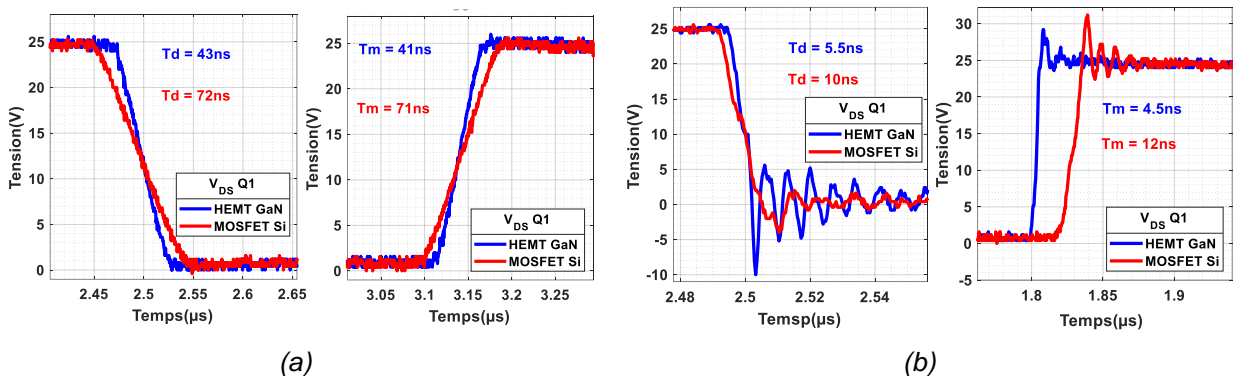 Tension(V)
25
20
15
10
5
0
Td = 43ns
Td = 72ns
V_DS Q1
HEMT GaN
MOSFET Si
2.45
2.5
2.55
2.6
2.65
Temps(µs)
Tension(V)
30
25
20
15
10
5
0
Tm = 41ns
Tm = 71ns
V_DS Q1
HEMT GaN
MOSFET Si
3.05
3.1
3.15
3.2
3.25
Temps(µs)
(a)
Tension(V)
25
20
15
10
5
0
-5
-10
Td = 5.5ns
Td = 10ns
V_DS Q1
HEMT GaN
MOSFET Si
2.48
2.5
2.52
2.54
Temsp(µs)
Tension(V)
30
25
20
15
10
5
0
-5
Tm = 4.5ns
Tm = 12ns
V_DS Q1
HEMT GaN
MOSFET Si
1.8
1.85
1.9
Temps(µs)
(b)